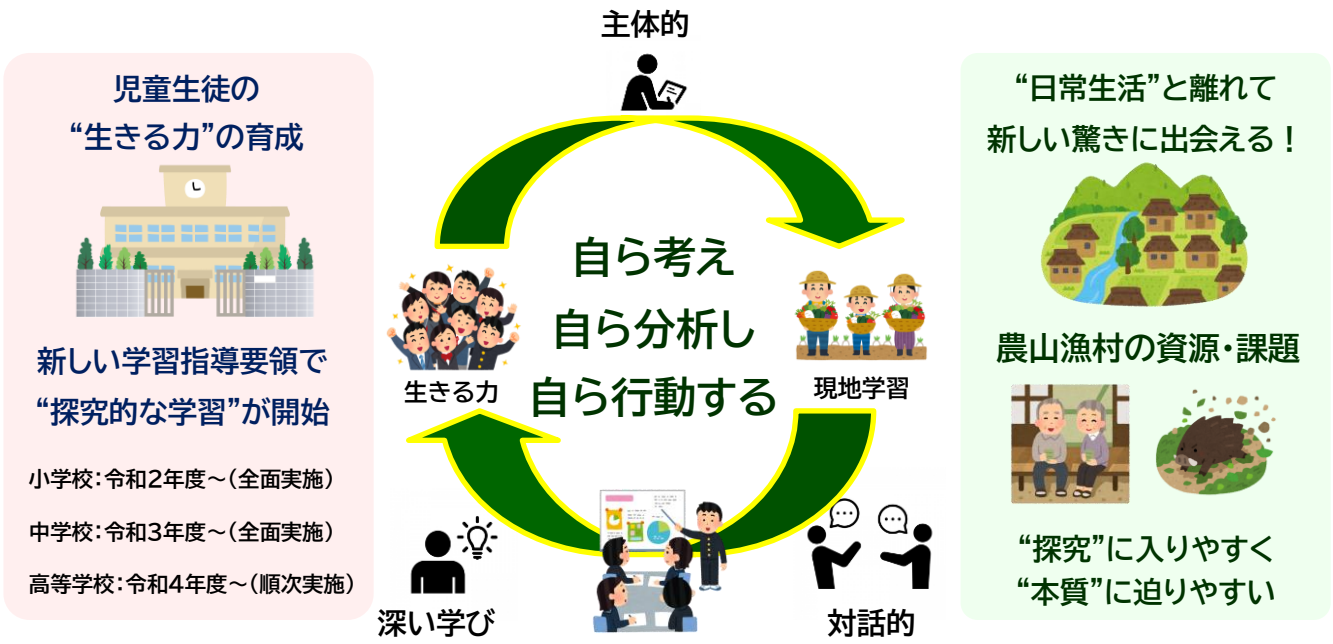 主体的
児童生徒の
“生きる力”の育成
新しい学習指導要領で
“探究的な学習”が開始
小学校：令和2年度～（全面実施）
中学校：令和3年度～（全面実施）
高等学校：令和4年度～（順次実施）
自ら考え
自ら分析し
自ら行動する
生きる力
現地学習
深い学び
対話的
“日常生活”と離れて
新しい驚きに出会える！
農山漁村の資源・課題
“探究”に入りやすく
“本質”に迫りやすい